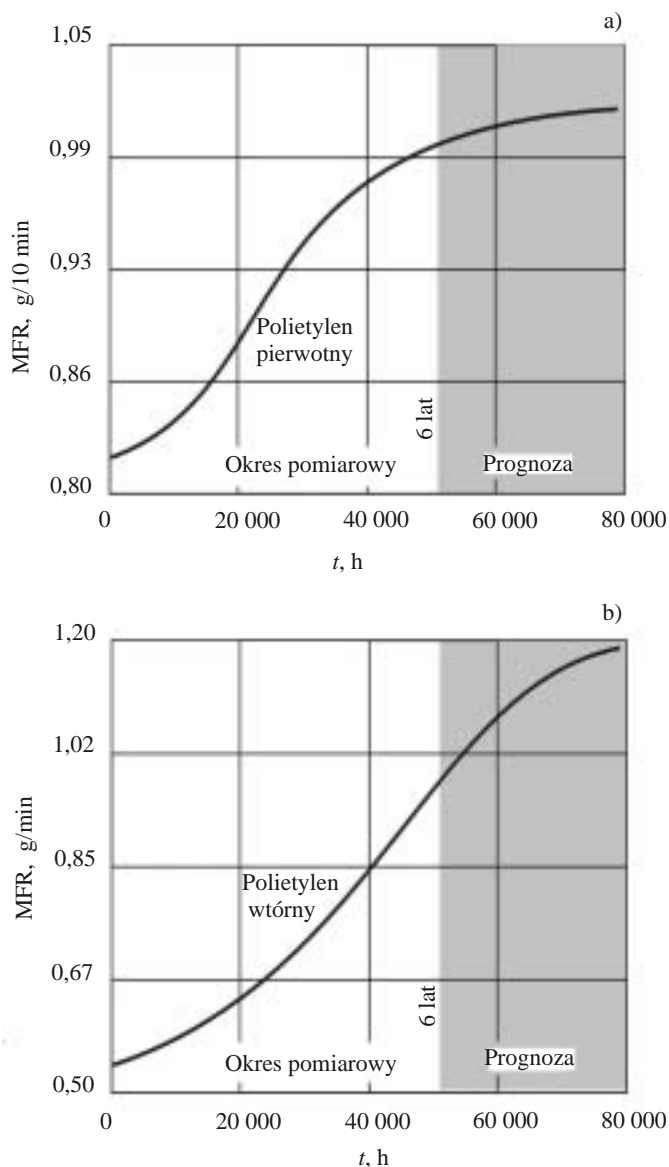 a)
1,05
0,99
0,93
0,86
0,80
MFR, g/10 min
Polietylen
pierwotny
6 lat
Okres pomiarowy
Prognoza
0
20 000
40 000
60 000
80 000
t, h
b)
1,20
1,02
0,85
0,67
0,50
MFR, g/min
Polietylen
wtórny
6 lat
Okres pomiarowy
Prognoza
0
20 000
40 000
60 000
80 000
t, h